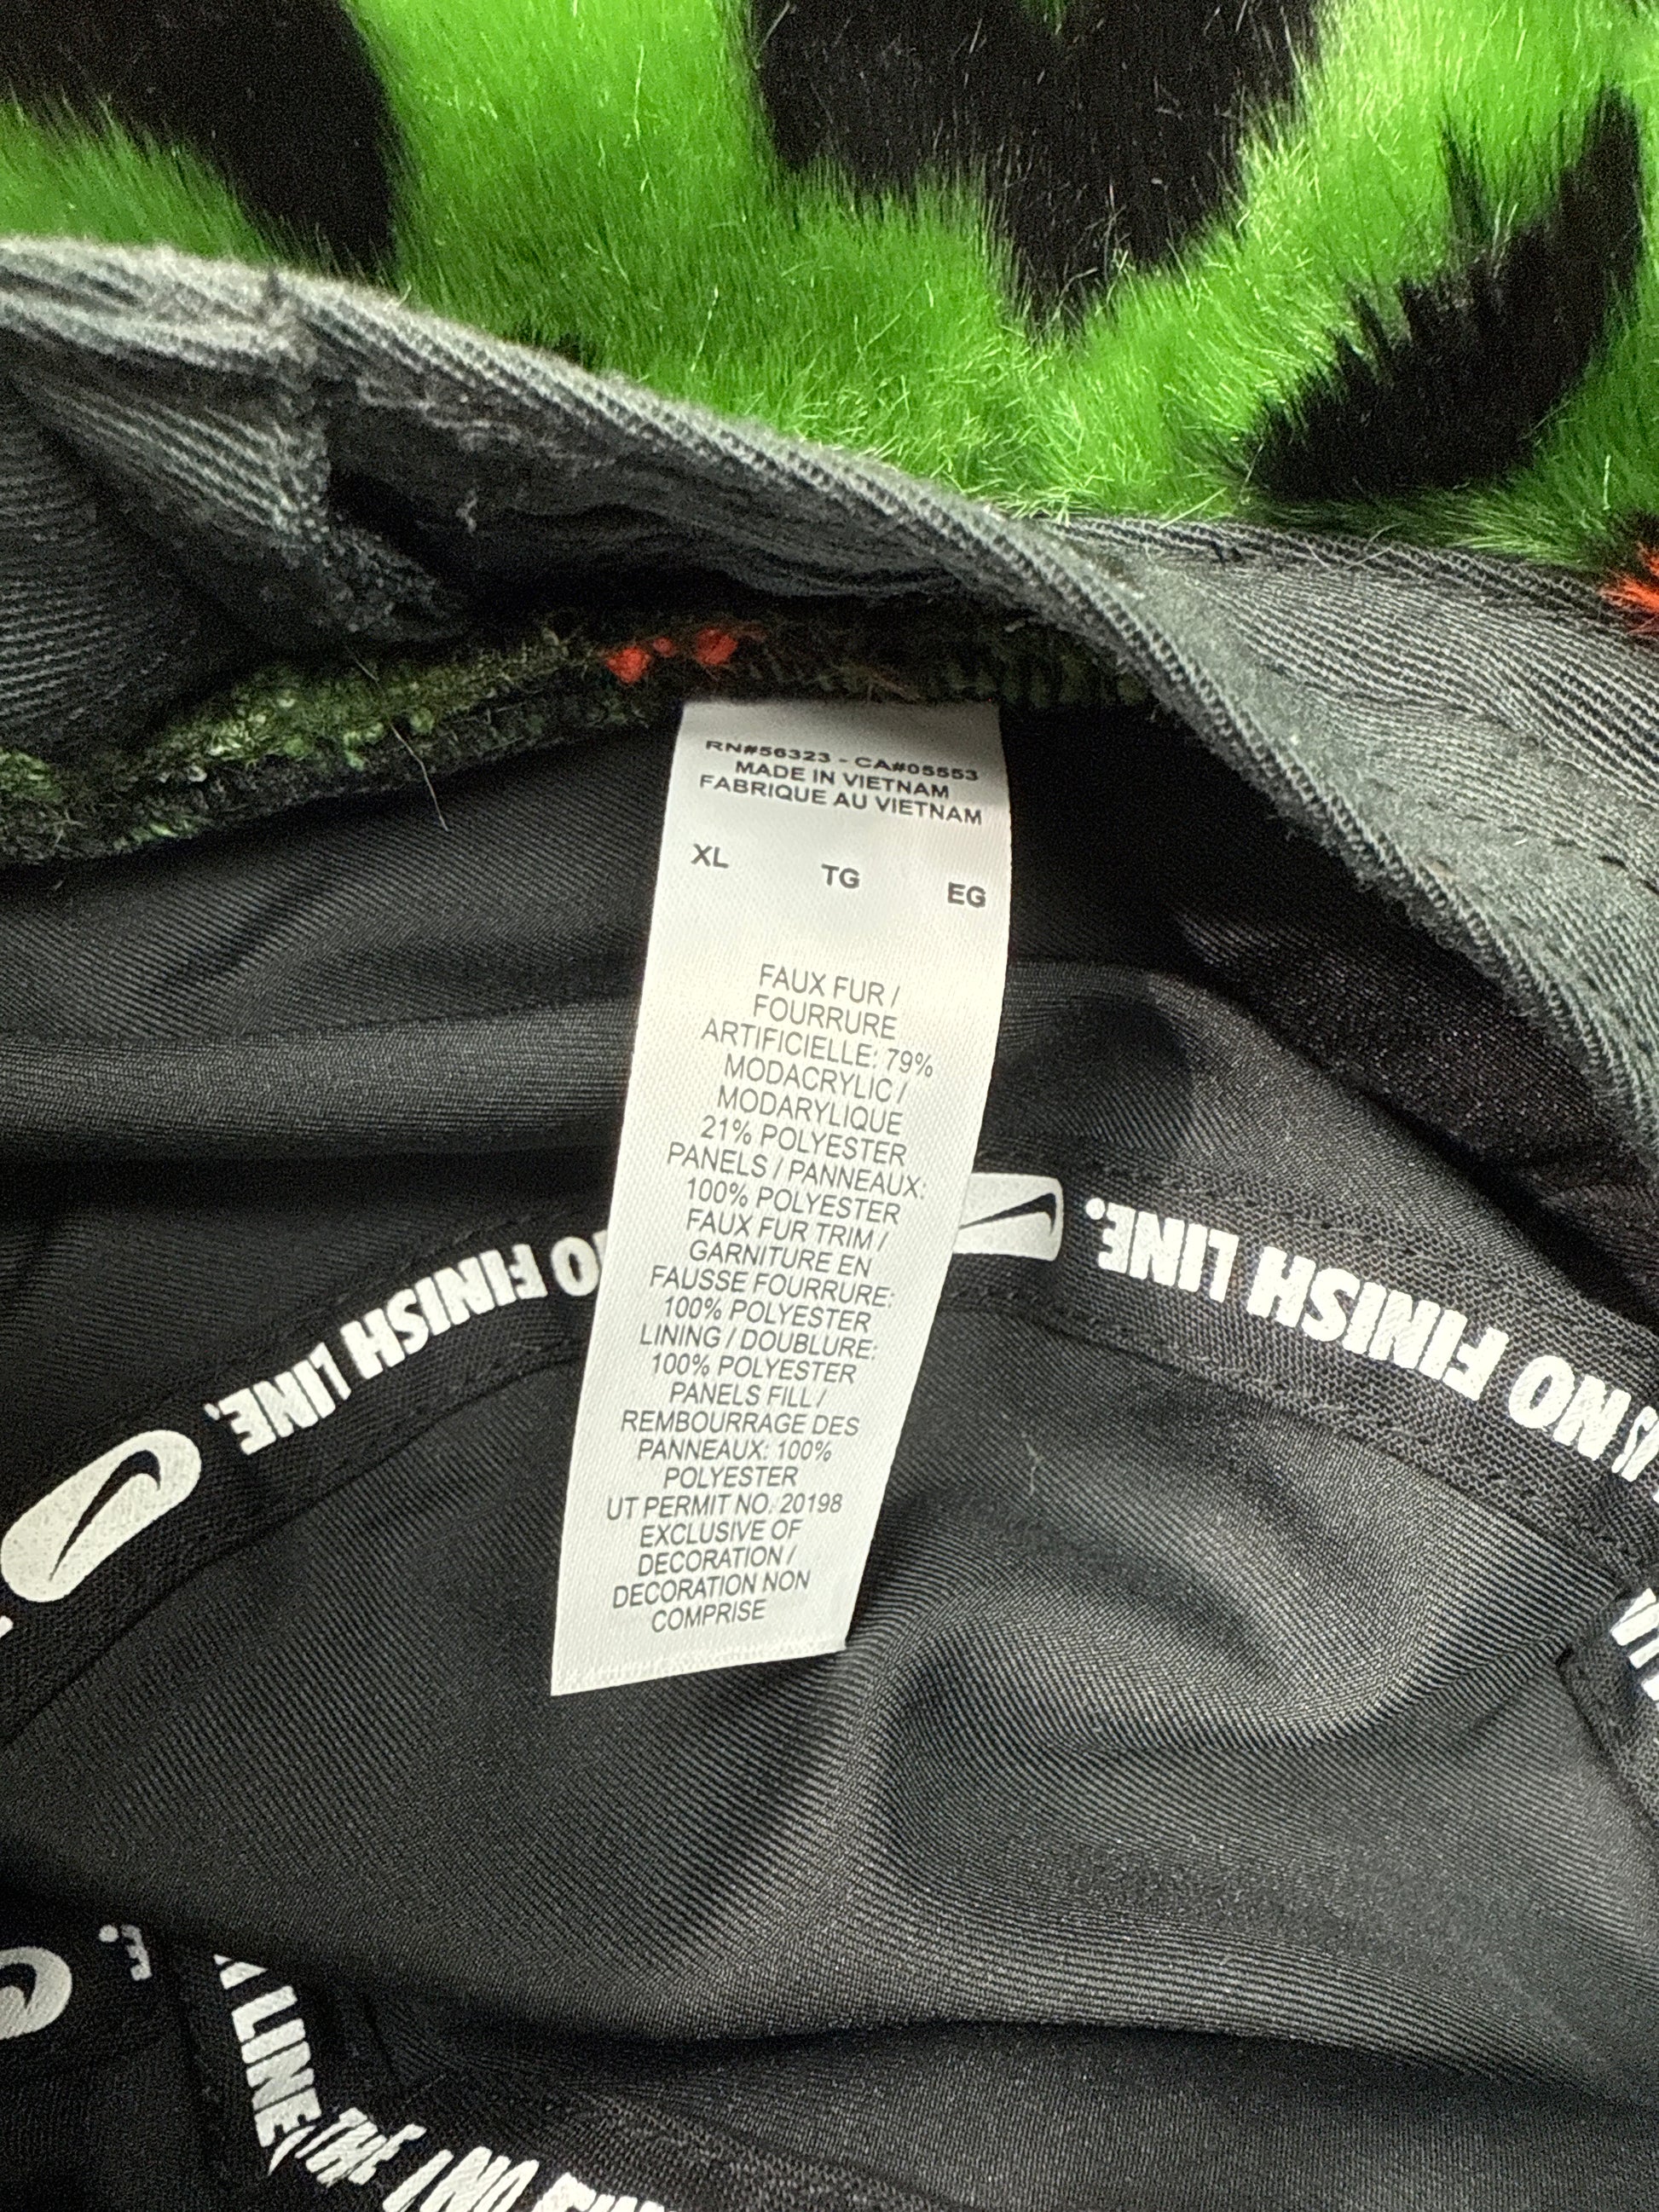 RN#56323 - CA#05553
MADE IN VIETNAM
FABRIQUE AU VIETNAM
XL TG EG
FAUX FUR /
FOURRURE
ARTIFICIELLE: 79%
MODACRYLIC /
MODARYLIQUE
21% POLYESTER
PANELS / PANNEAUX:
100% POLYESTER
FAUX FUR TRIM /
GARNITURE EN
FAUSSE FOURRURE:
100% POLYESTER
LINING / DOUBLURE:
100% POLYESTER
PANELS FILL /
REMBOURRAGE DES
PANNEAUX: 100%
POLYESTER
UT PERMIT NO. 20198
EXCLUSIVE OF
DECORATION /
DECORATION NON
COMPRISE
NO FINISH LINE.
IS NO FINISH LINE.
LINE. THE